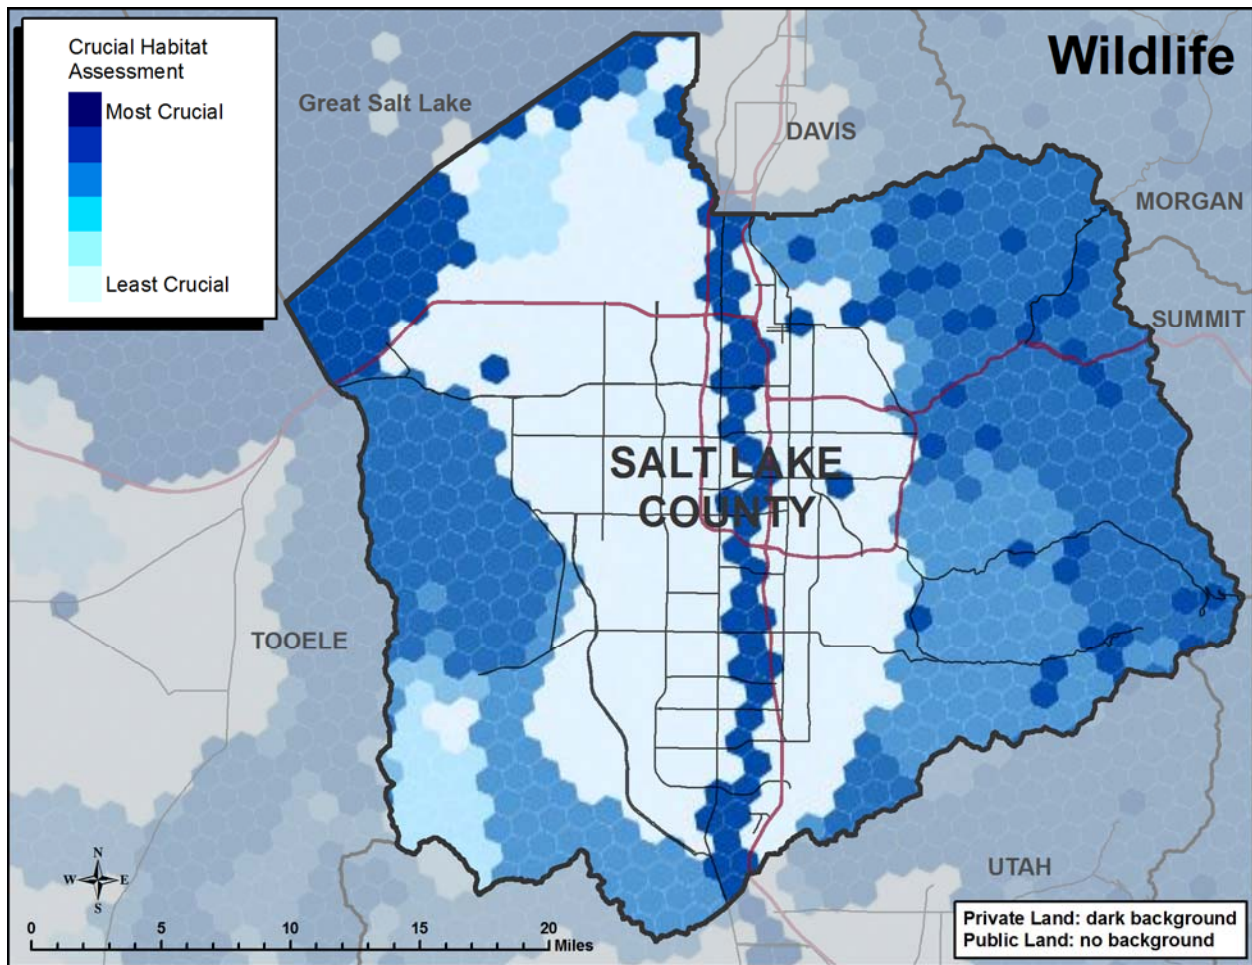 Crucial Habitat
Assessment
Most Crucial
Least Crucial
Wildlife
Great Salt Lake
DAVIS
MORGAN
SUMMIT
SALT LAKE
COUNTY
TOOELE
UTAH
N
W E
S
0 5 10 15 20
Miles
Private Land: dark background
Public Land: no background